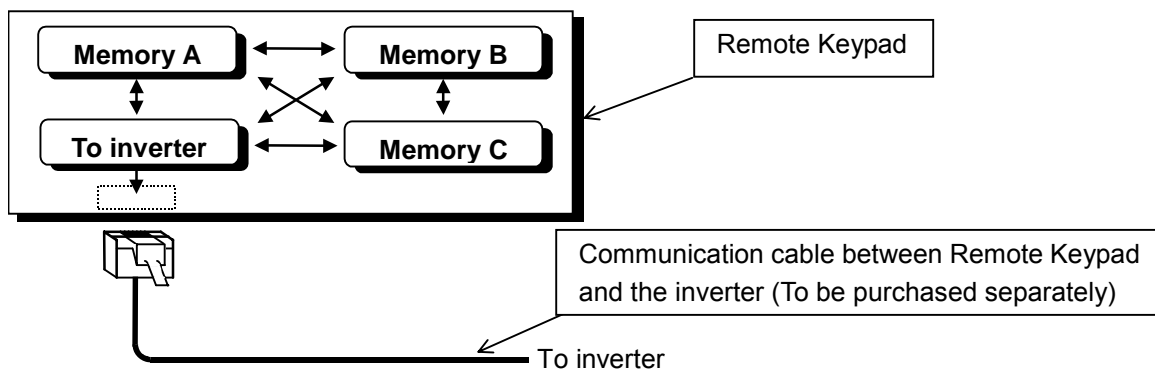 Memory A
Memory B
Remote Keypad
To inverter
Memory C
Communication cable between Remote Keypad
and the inverter (To be purchased separately)
To inverter